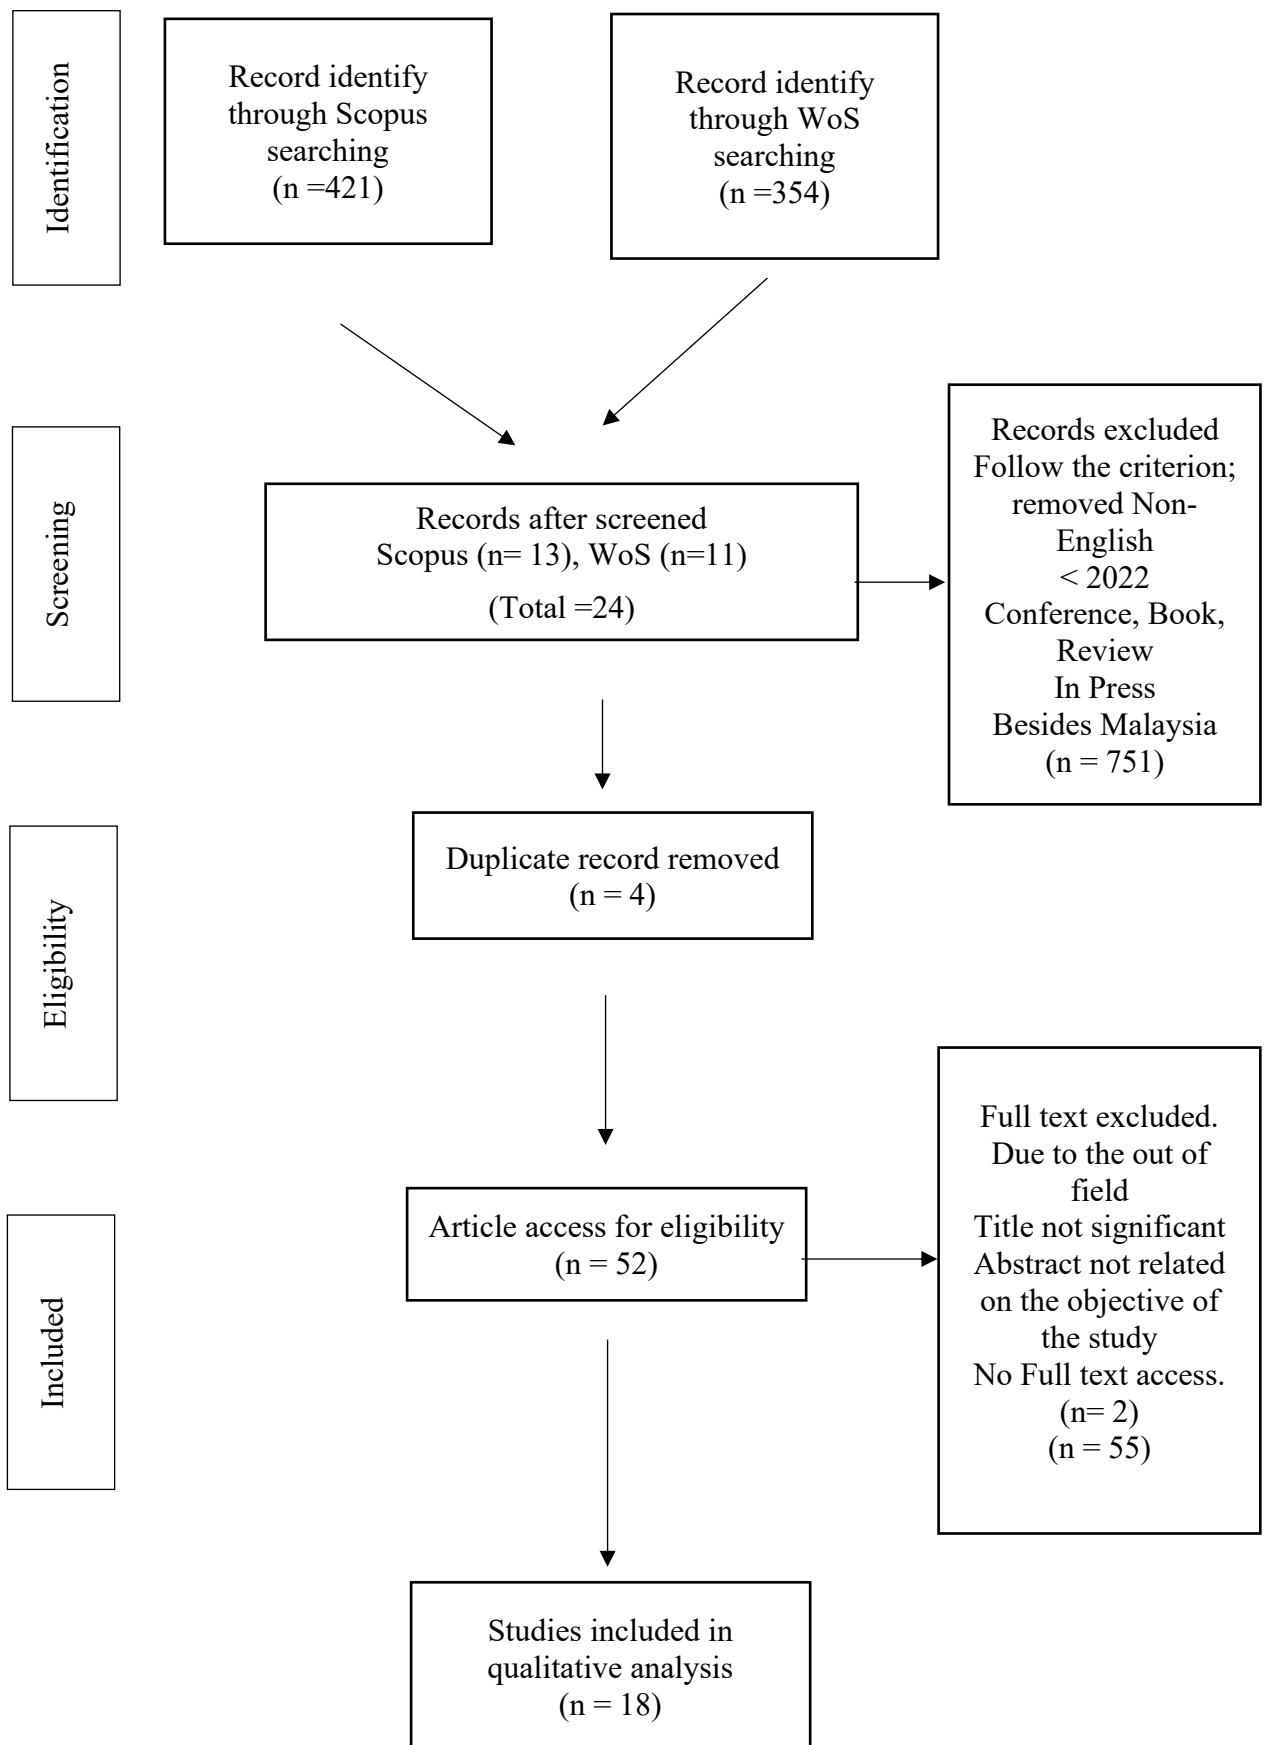 Identification
Record identify
through Scopus
searching
(n =421)
Record identify
through WoS
searching
(n =354)
Screening
Records after screened
Scopus (n= 13), WoS (n=11)
(Total =24)
Records excluded
Follow the criterion;
removed Non-
English
< 2022
Conference, Book,
Review
In Press
Besides Malaysia
(n = 751)
Eligibility
Duplicate record removed
(n = 4)
Article access for eligibility
(n = 52)
Full text excluded.
Due to the out of
field
Title not significant
Abstract not related
on the objective of
the study
No Full text access.
(n= 2)
(n = 55)
Included
Studies included in
qualitative analysis
(n = 18)